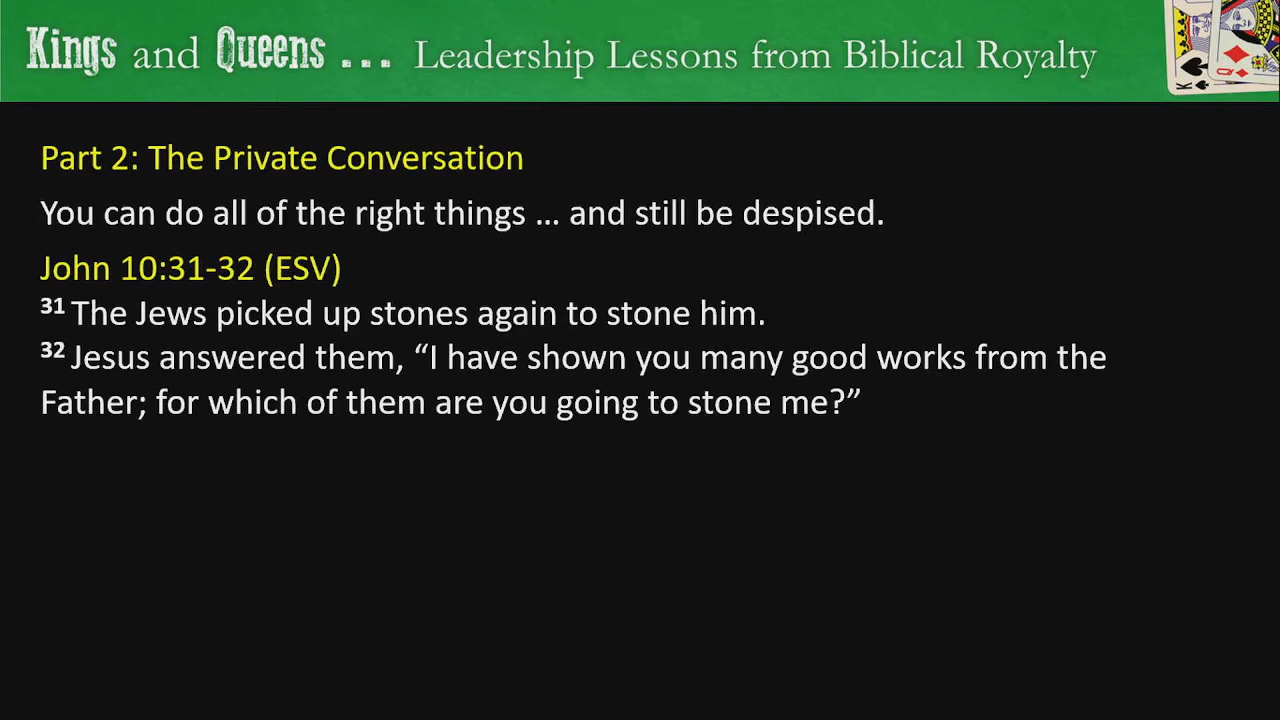 Kings and Queens ... Leadership Lessons from Biblical Royalty
K
Q
Part 2: The Private Conversation
You can do all of the right things … and still be despised.
John 10:31-32 (ESV)
31 The Jews picked up stones again to stone him.
32 Jesus answered them, “I have shown you many good works from the
Father; for which of them are you going to stone me?”